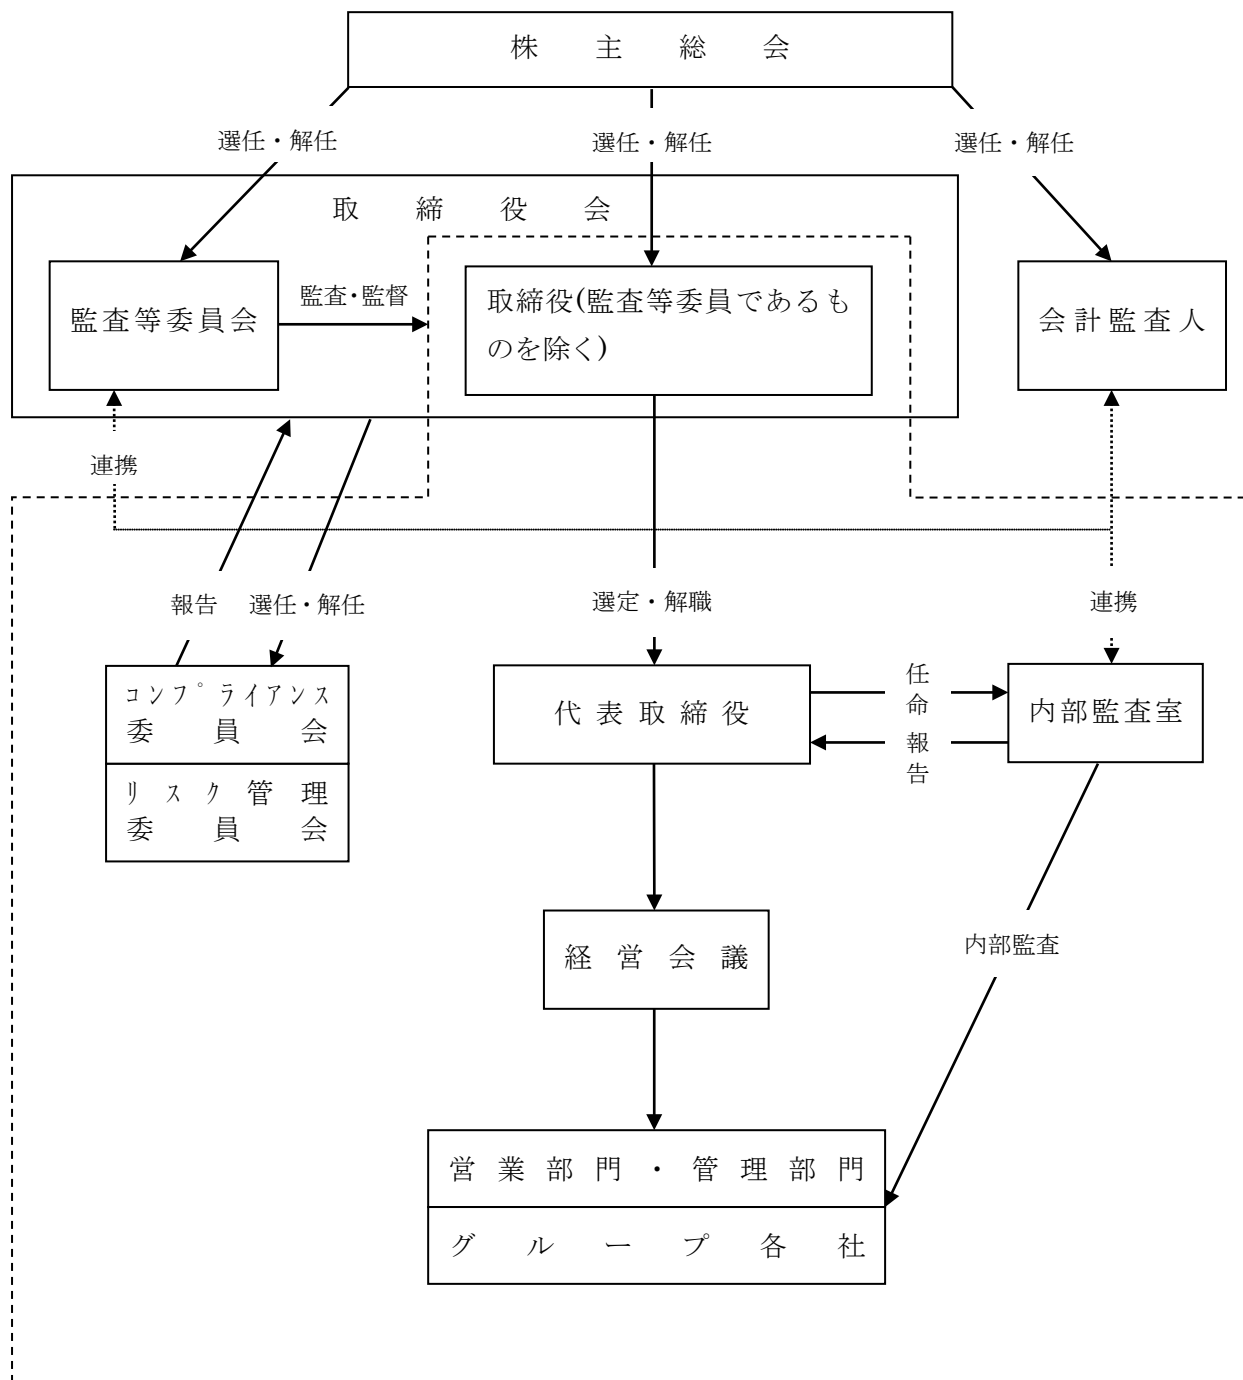 株主総会
選任・解任
選任・解任
選任・解任
取締役会
監査等委員会
監査・監督
取締役(監査等委員であるも
のを除く)
会計監査人
連携
報告
選任・解任
選定・解職
連携
コンプライアンス
委員会
リスク管理
委員会
代表取締役
任命
報告
内部監査室
経営会議
内部監査
営業部門・管理部門
グループ各社